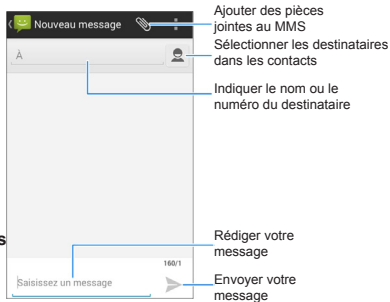 Nouveau message
À
Ajouter des pièces
jointes au MMS
Sélectionner les destinataires
dans les contacts
Indiquer le nom ou le
numéro du destinataire
s
160/1
Saisissez un message
Rédiger votre
message
Envoyer votre
message